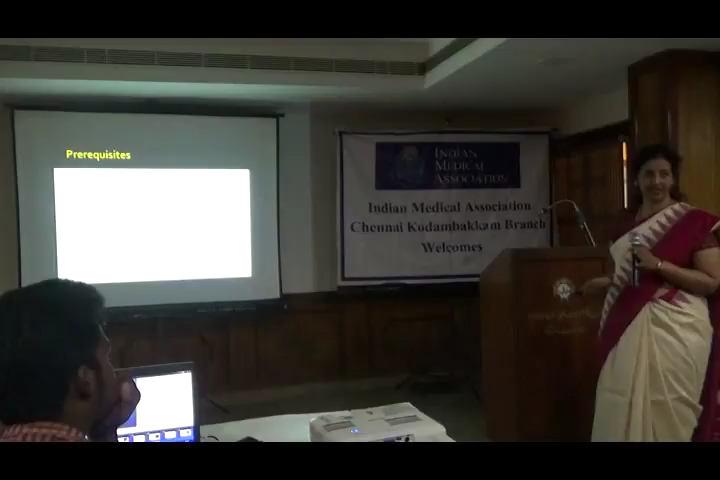 Prerequisites
INDIAN
MEDICAL
ASSOCIATION
Indian Medical Association
Chennai Kodambakkam Branch
Welcomes